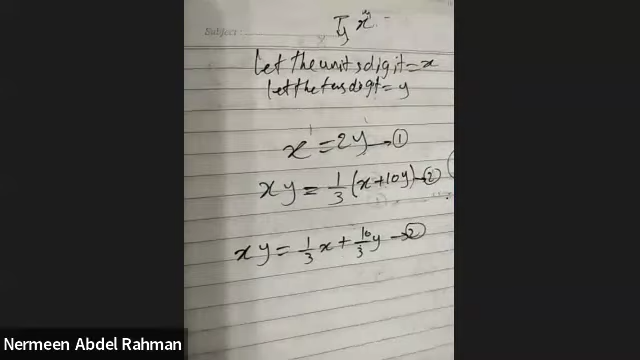 Subject:
T u
y x
Let the units digit = x
let the tens digit = y
x = 2y → ①
xy = 1/3 (x+10y) → ②
xy = 1/3 x + 10/3 y → ②
Nermeen Abdel Rahman